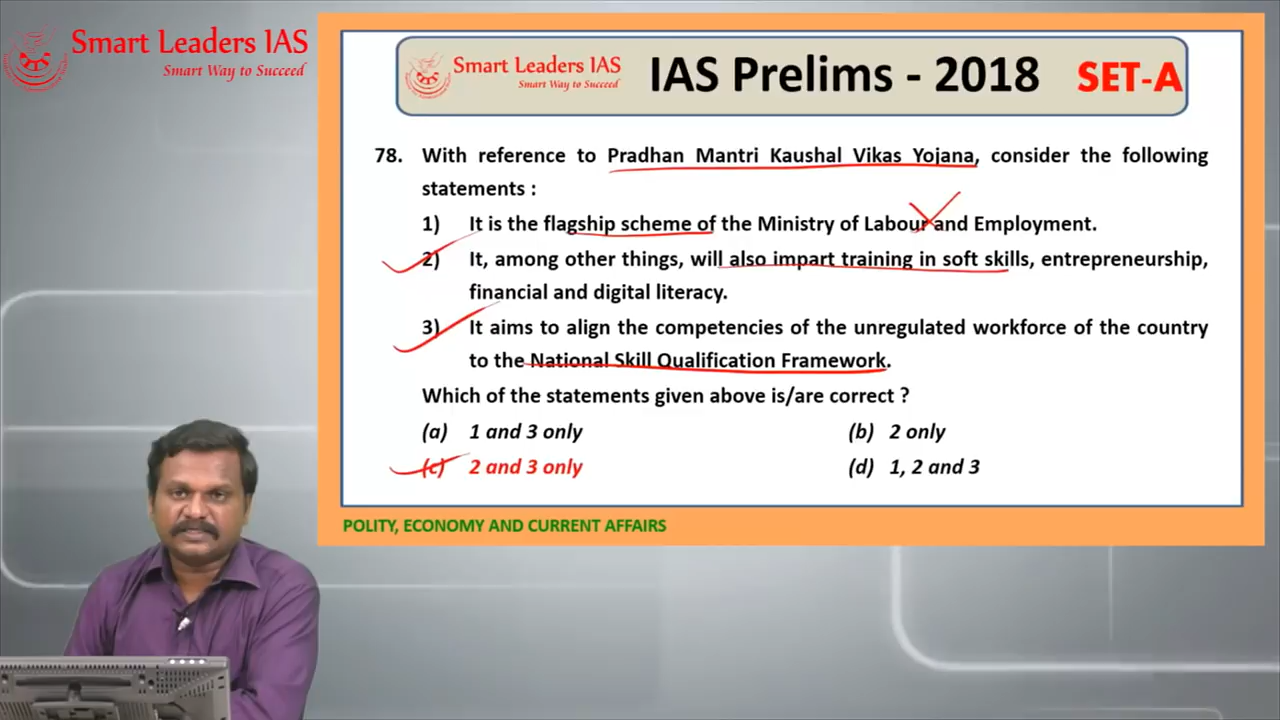 Smart Leaders IAS
Smart Way to Succeed
Smart Leaders IAS
Smart Way to Succeed
IAS Prelims - 2018 SET-A
78. With reference to Pradhan Mantri Kaushal Vikas Yojana, consider the following
statements :
1) It is the flagship scheme of the Ministry of Labour and Employment.
2) It, among other things, will also impart training in soft skills, entrepreneurship,
financial and digital literacy.
3) It aims to align the competencies of the unregulated workforce of the country
to the National Skill Qualification Framework.
Which of the statements given above is/are correct ?
(a) 1 and 3 only (b) 2 only
(c) 2 and 3 only (d) 1, 2 and 3
POLITY, ECONOMY AND CURRENT AFFAIRS